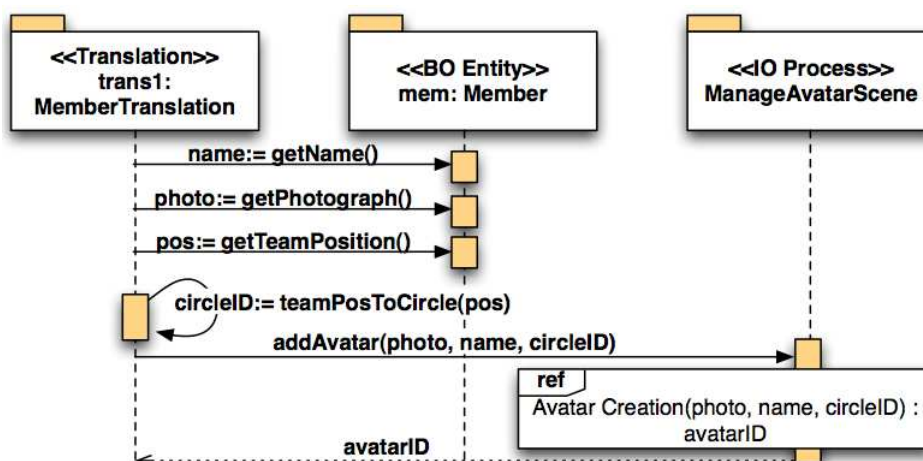 <<Translation>>
trans1:
MemberTranslation
<<BO Entity>>
mem: Member
<<IO Process>>
ManageAvatarScene
name:= getName()
photo:= getPhotograph()
pos:= getTeamPosition()
circleID:= teamPosToCircle(pos)
addAvatar(photo, name, circleID)
ref
Avatar Creation(photo, name, circleID) :
avatarID
avatarID